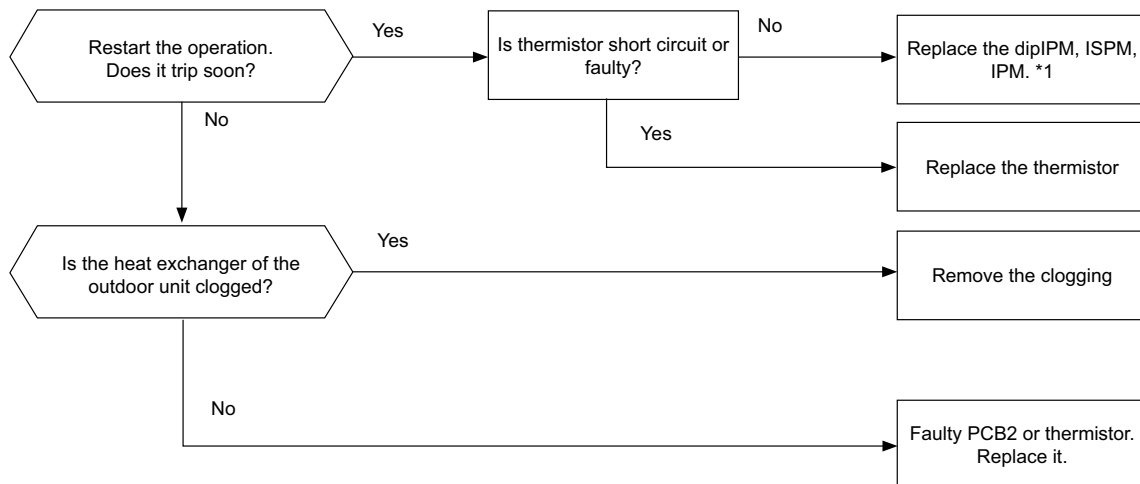 Restart the operation.
Does it trip soon?
Yes
Is thermistor short circuit or
faulty?
No
Replace the dipIPM, ISPM,
IPM. *1
No
Yes
Replace the thermistor
Is the heat exchanger of the
outdoor unit clogged?
Yes
Remove the clogging
No
Faulty PCB2 or thermistor.
Replace it.